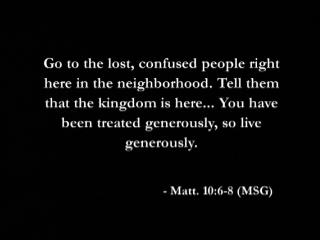 Go to the lost, confused people right
here in the neighborhood. Tell them
that the kingdom is here... You have
been treated generously, so live
generously.
- Matt. 10:6-8 (MSG)